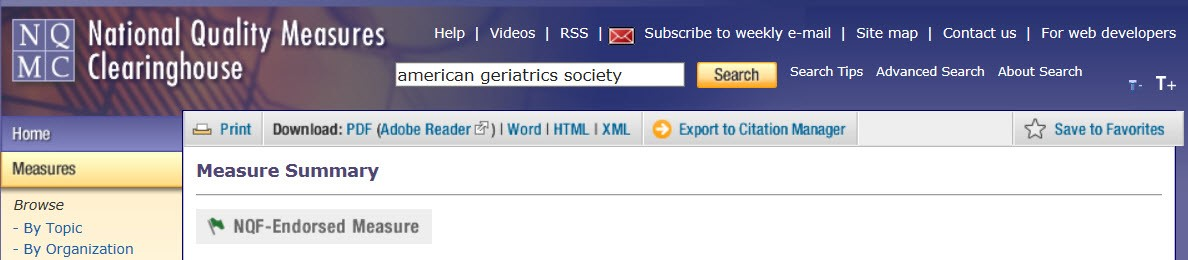 NQ
MC
National Quality Measures
Clearinghouse
Help | Videos | RSS | Subscribe to weekly e-mail | Site map | Contact us | For web developers
american geriatrics society
Search
Search Tips Advanced Search About Search
T- T+
Home
Print
Download: PDF (Adobe Reader ) | Word | HTML | XML
Export to Citation Manager
Save to Favorites
Measures
Measure Summary
Browse
- By Topic
- By Organization
NQF-Endorsed Measure